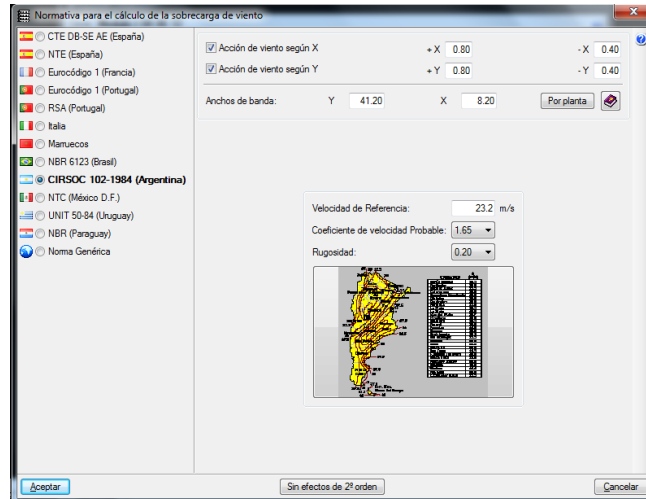 Normativa para el cálculo de la sobrecarga de viento
CTE DB-SE AE (España)
NTE (España)
Eurocódigo 1 (Francia)
Eurocódigo 1 (Portugal)
RSA (Portugal)
Italia
Marruecos
NBR 6123 (Brasil)
CIRSOC 102-1984 (Argentina)
NTC (México D.F.)
UNIT 50-84 (Uruguay)
NBR (Paraguay)
Norma Genérica
Acción de viento según X +X 0.80 -X 0.40
Acción de viento según Y +Y 0.80 -Y 0.40
Anchos de banda: Y 41.20 X 8.20 Por planta
Velocidad de Referencia: 23.2 m/s
Coeficiente de velocidad Probable: 1.65
Rugosidad: 0.20
Aceptar
Sin efectos de 2º orden
Cancelar